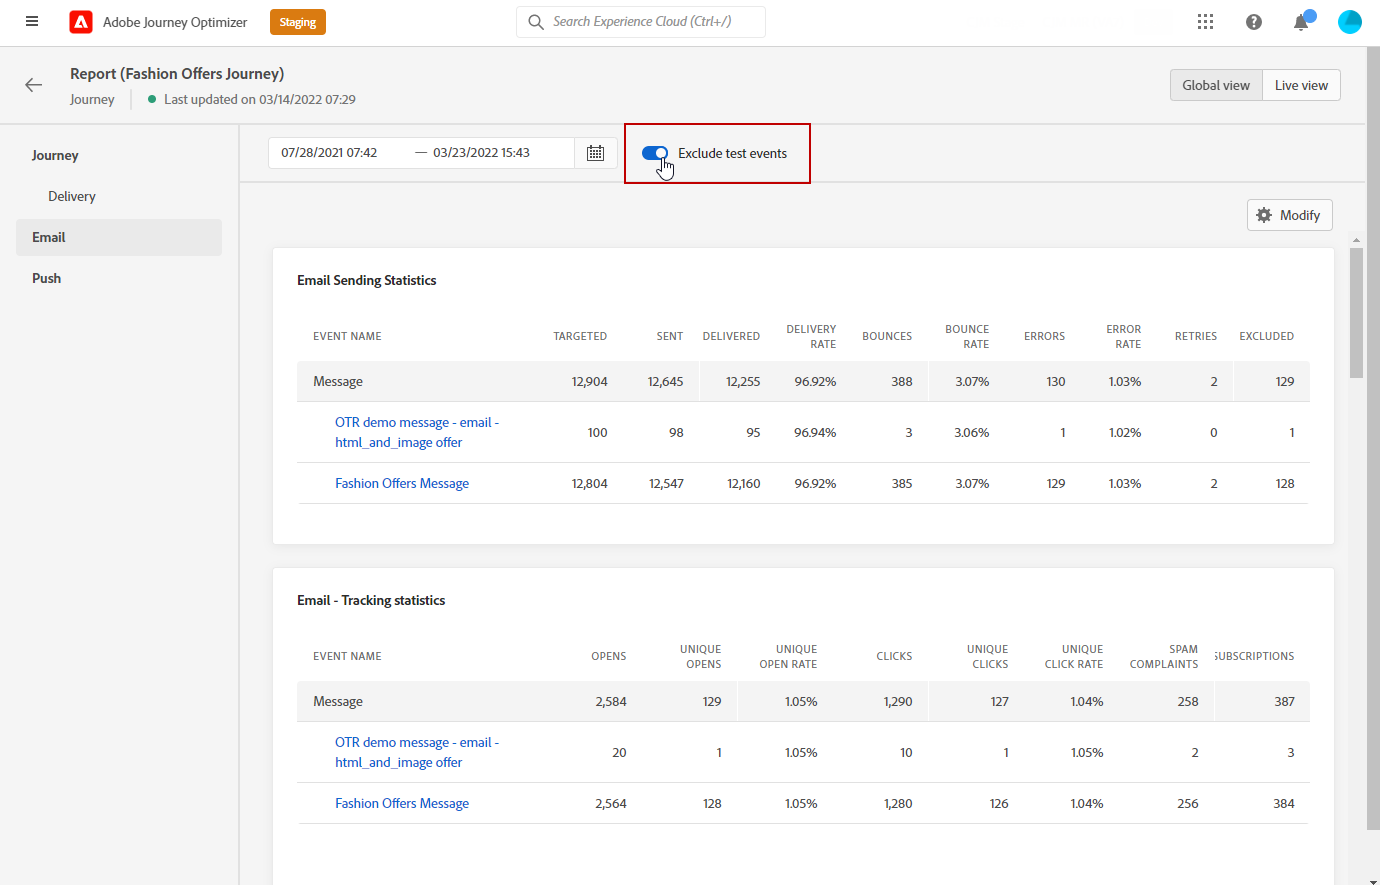 Adobe Journey Optimizer
Staging
Search Experience Cloud (Ctrl+/)
Report (Fashion Offers Journey)
Journey
Last updated on 03/14/2022 07:29
Global view
Live view
Journey
Delivery
Email
Push
07/28/2021 07:42 — 03/23/2022 15:43
Exclude test events
Modify
Email Sending Statistics
EVENT NAME TARGETED SENT DELIVERED DELIVERY RATE BOUNCES BOUNCE RATE ERRORS ERROR RATE RETRIES EXCLUDED
Message 12,904 12,645 12,255 96.92% 388 3.07% 130 1.03% 2 129
OTR demo message - email -
html_and_image offer 100 98 95 96.94% 3 3.06% 1 1.02% 0 1
Fashion Offers Message 12,804 12,547 12,160 96.92% 385 3.07% 129 1.03% 2 128
Email - Tracking statistics
EVENT NAME OPENS UNIQUE OPENS UNIQUE OPEN RATE CLICKS UNIQUE CLICKS UNIQUE CLICK RATE SPAM COMPLAINTS SUBSCRIPTIONS
Message 2,584 129 1.05% 1,290 127 1.04% 258 387
OTR demo message - email -
html_and_image offer 20 1 1.05% 10 1 1.05% 2 3
Fashion Offers Message 2,564 128 1.05% 1,280 126 1.04% 256 384